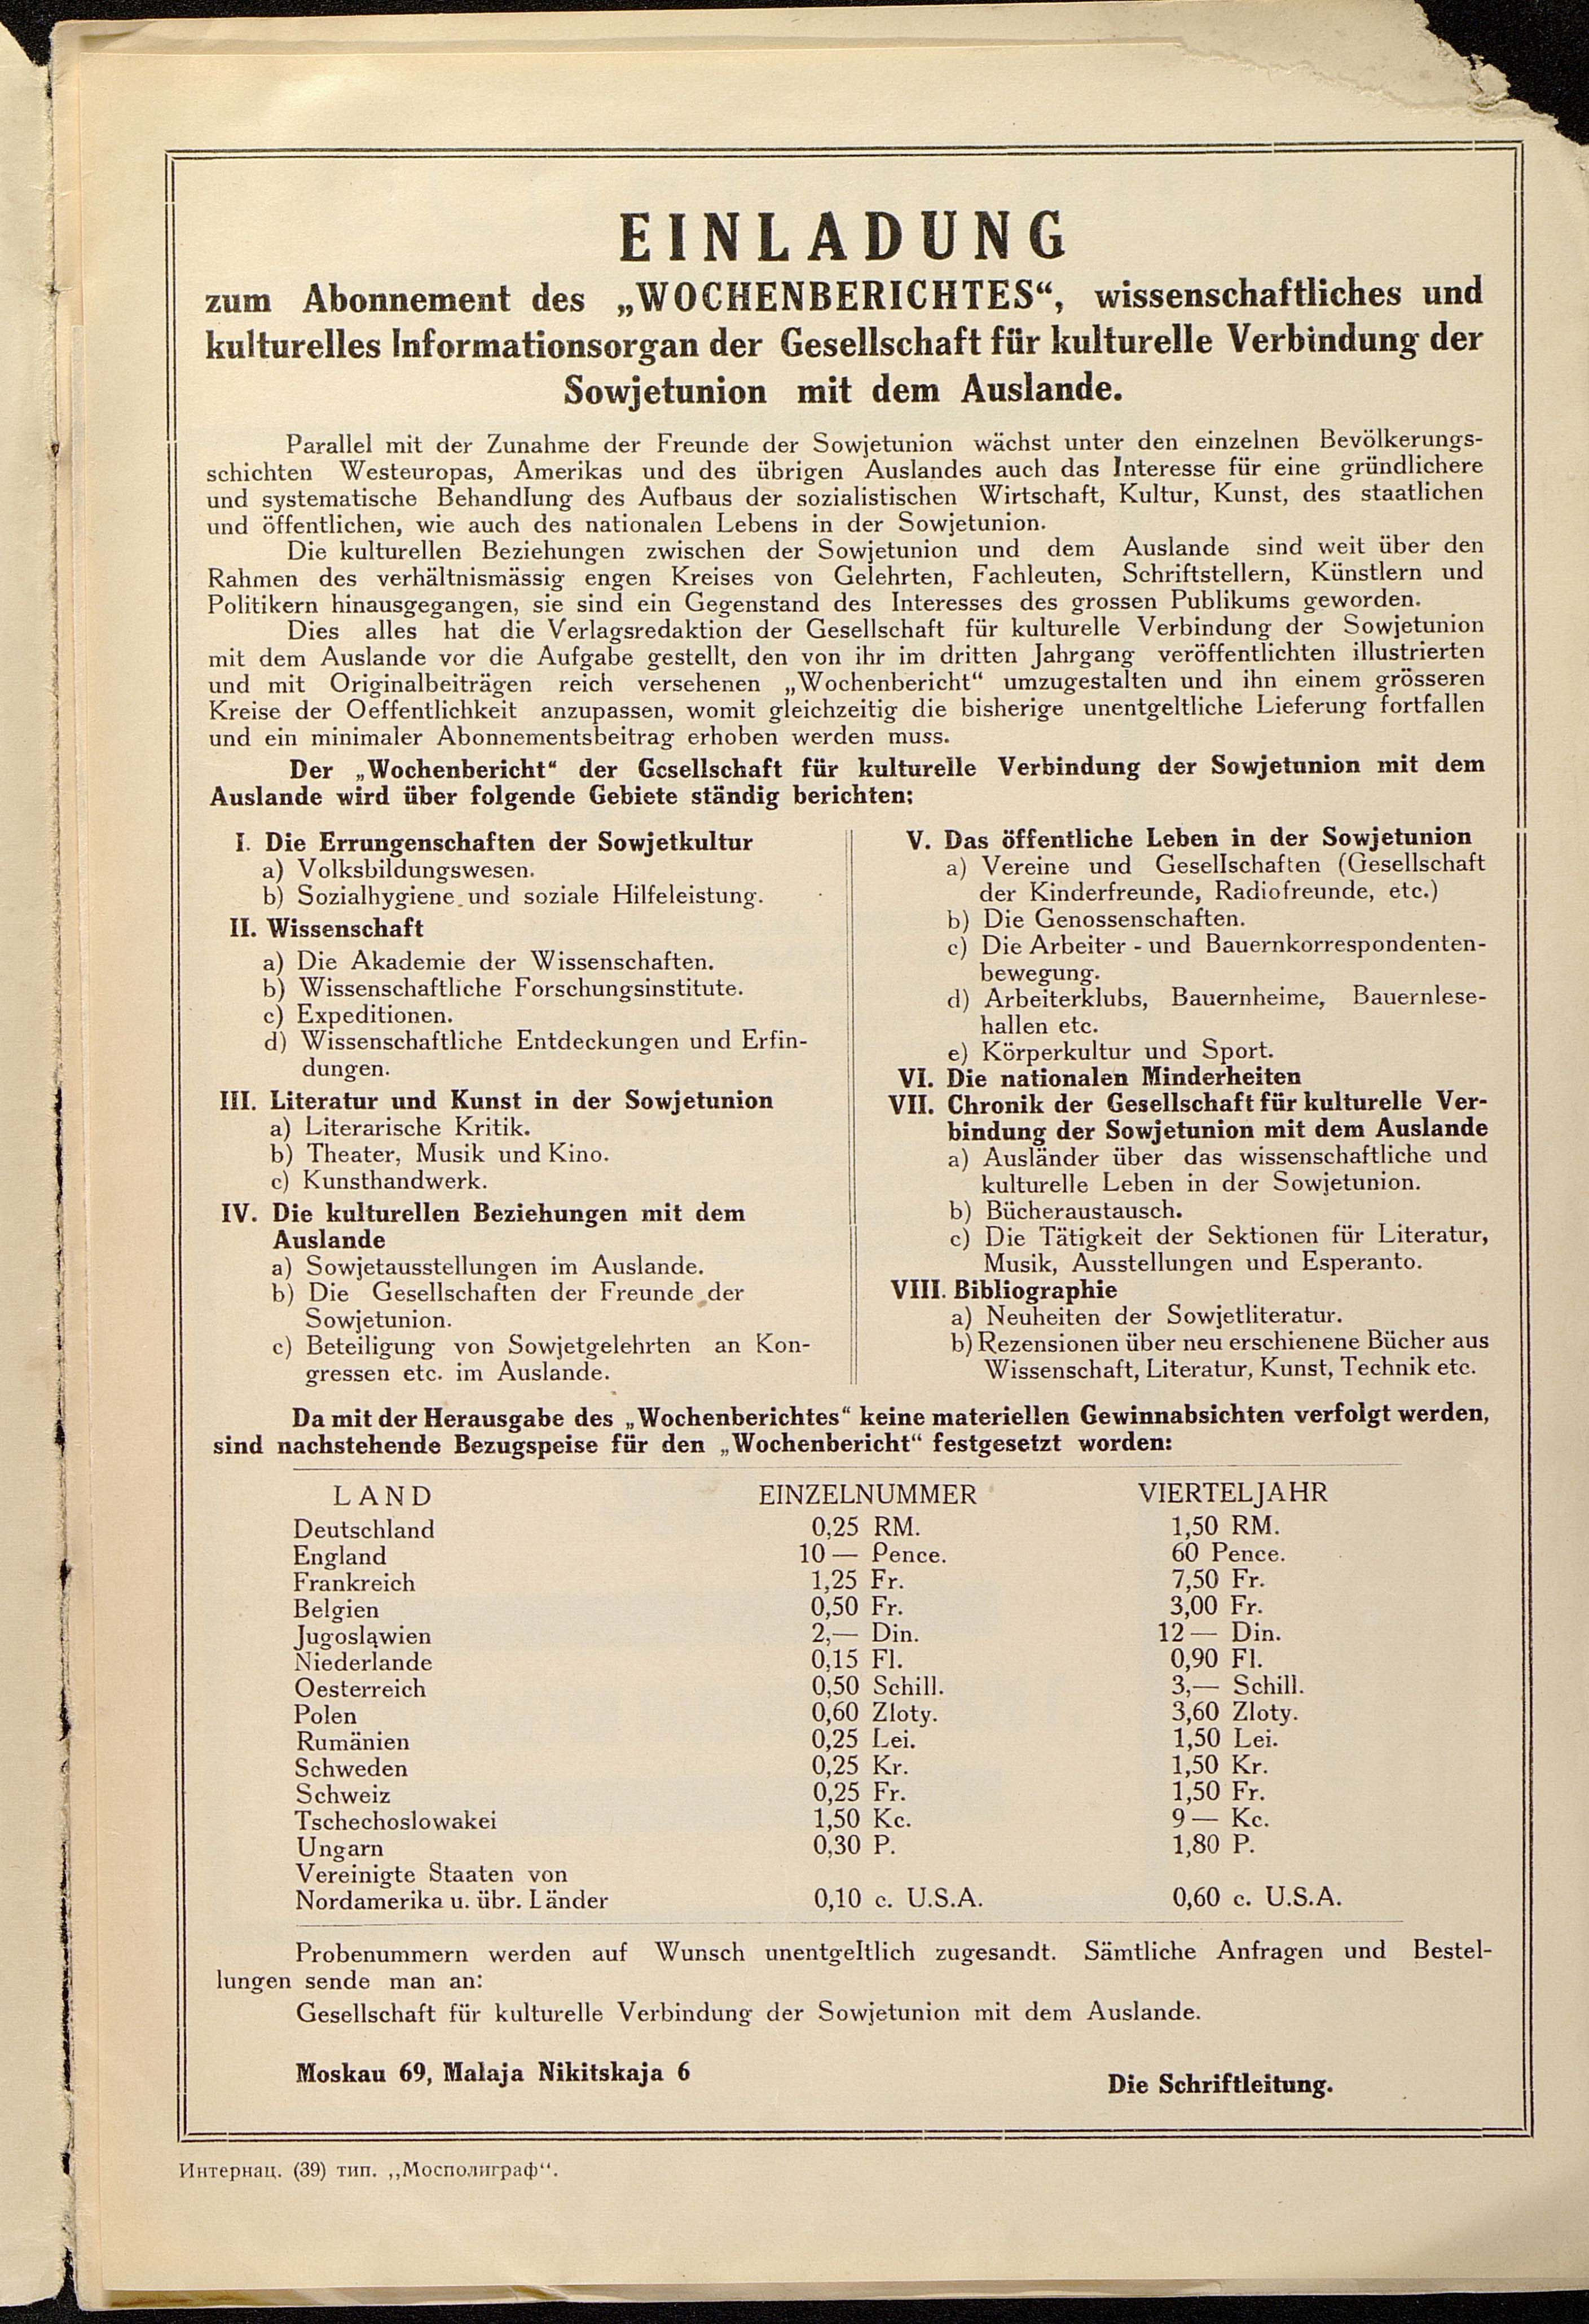 EINLADUNG
zum Abonnement des „WOCHENBERICHTES“, wissenschaftliches und
kulturelles Informationsorgan der Gesellschaft für kulturelle Verbindung der
Sowjetunion mit dem Auslande.
Parallel mit der Zunahme der Freunde der Sowjetunion wächst unter den einzelnen Bevölkerungs-
schichten Westeuropas, Amerikas und des übrigen Auslandes auch das Interesse für eine gründlichere
und systematische Behandlung des Aufbaus der sozialistischen Wirtschaft, Kultur, Kunst, des staatlichen
und öffentlichen, wie auch des nationalen Lebens in der Sowjetunion.
Die kulturellen Beziehungen zwischen der Sowjetunion und dem Auslande sind weit über den
Rahmen des verhältnismässig engen Kreises von Gelehrten, Fachleuten, Schriftstellern, Künstlern und
Politikern hinausgegangen, sie sind ein Gegenstand des Interesses des grossen Publikums geworden.
Dies alles hat die Verlagsredaktion der Gesellschaft für kulturelle Verbindung der Sowjetunion
mit dem Auslande vor die Aufgabe gestellt, den von ihr im dritten Jahrgang veröffentlichten illustrierten
und mit Originalbeiträgen reich versehenen „Wochenbericht“ umzugestalten und ihn einem grösseren
Kreise der Oeffentlichkeit anzupassen, womit gleichzeitig die bisherige unentgeltliche Lieferung fortfallen
und ein minimaler Abonnementsbeitrag erhoben werden muss.
Der „Wochenbericht“ der Gesellschaft für kulturelle Verbindung der Sowjetunion mit dem
Auslande wird über folgende Gebiete ständig berichten:
I. Die Errungenschaften der Sowjetkultur
a) Volksbildungswesen.
b) Sozialhygiene und soziale Hilfeleistung.
II. Wissenschaft
a) Die Akademie der Wissenschaften.
b) Wissenschaftliche Forschungsinstitute.
c) Expeditionen.
d) Wissenschaftliche Entdeckungen und Erfin-
dungen.
III. Literatur und Kunst in der Sowjetunion
a) Literarische Kritik.
b) Theater, Musik und Kino.
c) Kunsthandwerk.
IV. Die kulturellen Beziehungen mit dem
Auslande
a) Sowjetausstellungen im Auslande.
b) Die Gesellschaften der Freunde der
Sowjetunion.
c) Beteiligung von Sowjetgelehrten an Kon-
gressen etc. im Auslande.
V. Das öffentliche Leben in der Sowjetunion
a) Vereine und Gesellschaften (Gesellschaft
der Kinderfreunde, Radiofreunde, etc.)
b) Die Genossenschaften.
c) Die Arbeiter - und Bauernkorrespondenten-
bewegung.
d) Arbeiterklubs, Bauernheime, Bauernlese-
hallen etc.
e) Körperkultur und Sport.
VI. Die nationalen Minderheiten
VII. Chronik der Gesellschaft für kulturelle Ver-
bindung der Sowjetunion mit dem Auslande
a) Ausländer über das wissenschaftliche und
kulturelle Leben in der Sowjetunion.
b) Bücheraustausch.
c) Die Tätigkeit der Sektionen für Literatur,
Musik, Ausstellungen und Esperanto.
VIII. Bibliographie
a) Neuheiten der Sowjetliteratur.
b) Rezensionen über neu erschienene Bücher aus
Wissenschaft, Literatur, Kunst, Technik etc.
Da mit der Herausgabe des „Wochenberichtes“ keine materiellen Gewinnabsichten verfolgt werden,
sind nachstehende Bezugspeise für den „Wochenbericht“ festgesetzt worden:
LAND EINZELNUMMER VIERTELJAHR
Deutschland 0,25 RM. 1,50 RM.
England 10 — Pence. 60 Pence.
Frankreich 1,25 Fr. 7,50 Fr.
Belgien 0,50 Fr. 3,00 Fr.
Jugoslawien 2,— Din. 12 — Din.
Niederlande 0,15 Fl. 0,90 Fl.
Oesterreich 0,50 Schill. 3,— Schill.
Polen 0,60 Zloty. 3,60 Zloty.
Rumänien 0,25 Lei. 1,50 Lei.
Schweden 0,25 Kr. 1,50 Kr.
Schweiz 0,25 Fr. 1,50 Fr.
Tschechoslowakei 1,50 Kc. 9 — Kc.
Ungarn 0,30 P. 1,80 P.
Vereinigte Staaten von
Nordamerika u. übr. Länder 0,10 c. U.S.A. 0,60 c. U.S.A.
Probenummern werden auf Wunsch unentgeltlich zugesandt. Sämtliche Anfragen und Bestel-
lungen sende man an:
Gesellschaft für kulturelle Verbindung der Sowjetunion mit dem Auslande.
Moskau 69, Malaja Nikitskaja 6
Die Schriftleitung.
Интернац. (39) тип. ,,Мосполиграф“.